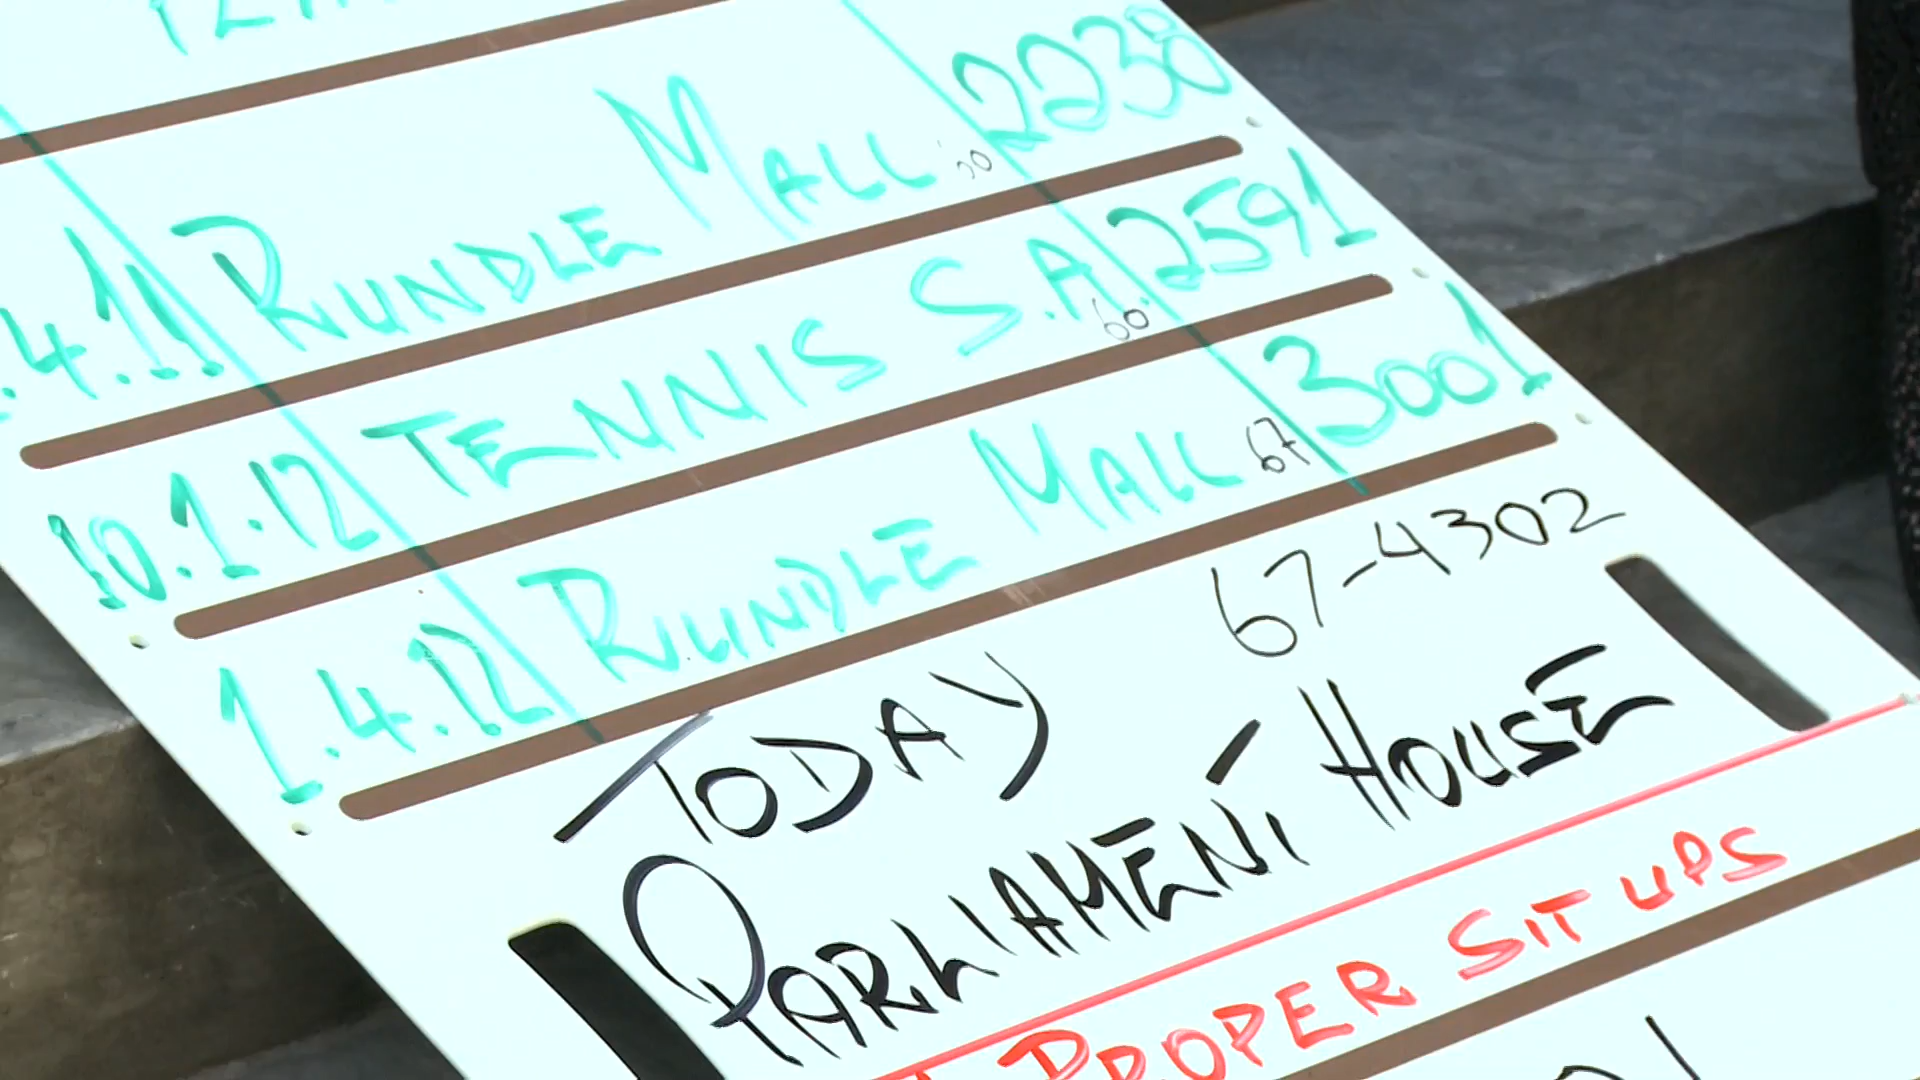 .4.11 RUNDLE MALL 2238
10.1.12 TENNIS S.A 60 2591
1.4.12 RUNDLE MALL 67 3001
67-4302
TODAY
PARLIAMENT HOUSE
PROPER SIT UPS